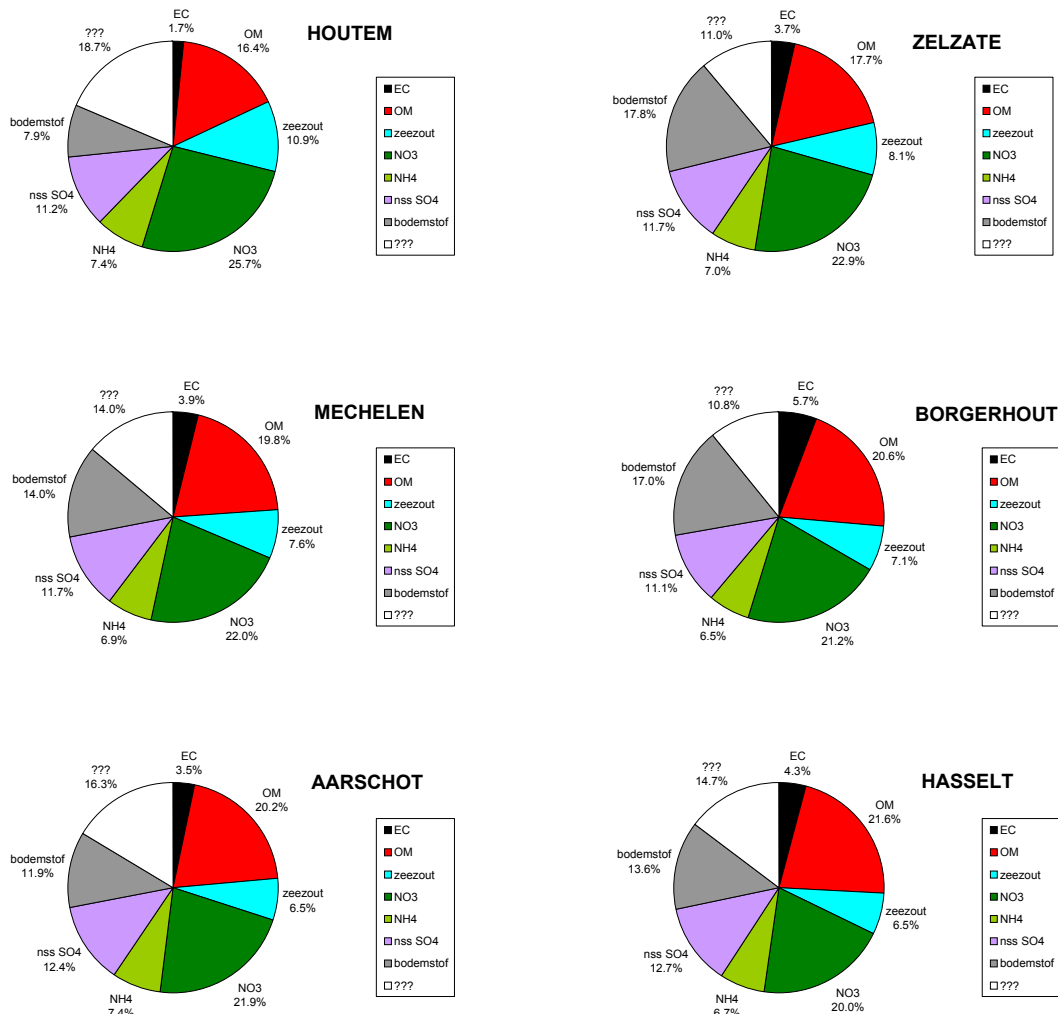 HOUTEM
EC
1.7%
OM
16.4%
zeezout
10.9%
NO3
25.7%
NH4
7.4%
nss SO4
11.2%
bodemstof
7.9%
???
18.7%
EC
OM
zeezout
NO3
NH4
nss SO4
bodemstof
???
ZELZATE
EC
3.7%
OM
17.7%
zeezout
8.1%
NO3
22.9%
NH4
7.0%
nss SO4
11.7%
bodemstof
17.8%
???
11.0%
EC
OM
zeezout
NO3
NH4
nss SO4
bodemstof
???
MECHELEN
EC
3.9%
OM
19.8%
zeezout
7.6%
NO3
22.0%
NH4
6.9%
nss SO4
11.7%
bodemstof
14.0%
???
14.0%
EC
OM
zeezout
NO3
NH4
nss SO4
bodemstof
???
BORGERHOUT
EC
5.7%
OM
20.6%
zeezout
7.1%
NO3
21.2%
NH4
6.5%
nss SO4
11.1%
bodemstof
17.0%
???
10.8%
EC
OM
zeezout
NO3
NH4
nss SO4
bodemstof
???
AARSCHOT
EC
3.5%
OM
20.2%
zeezout
6.5%
NO3
21.9%
NH4
7.4%
nss SO4
12.4%
bodemstof
11.9%
???
16.3%
EC
OM
zeezout
NO3
NH4
nss SO4
bodemstof
???
HASSELT
EC
4.3%
OM
21.6%
zeezout
6.5%
NO3
20.0%
NH4
6.7%
nss SO4
12.7%
bodemstof
13.6%
???
14.7%
EC
OM
zeezout
NO3
NH4
nss SO4
bodemstof
???